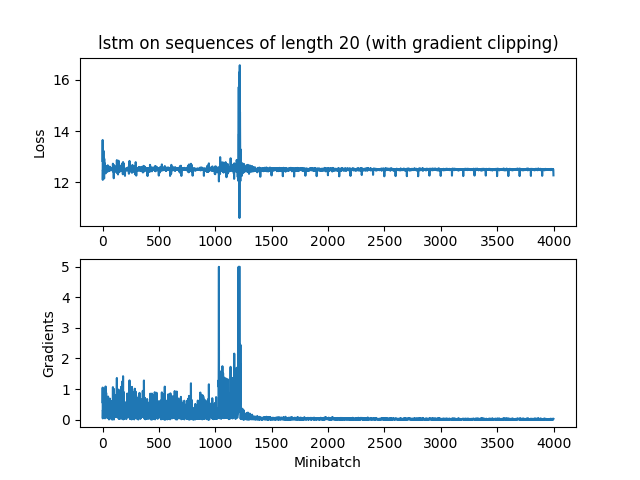 lstm on sequences of length 20 (with gradient clipping)
16
14
12
Loss
0 500 1000 1500 2000 2500 3000 3500 4000
5
4
3
2
1
0
Gradients
0 500 1000 1500 2000 2500 3000 3500 4000
Minibatch